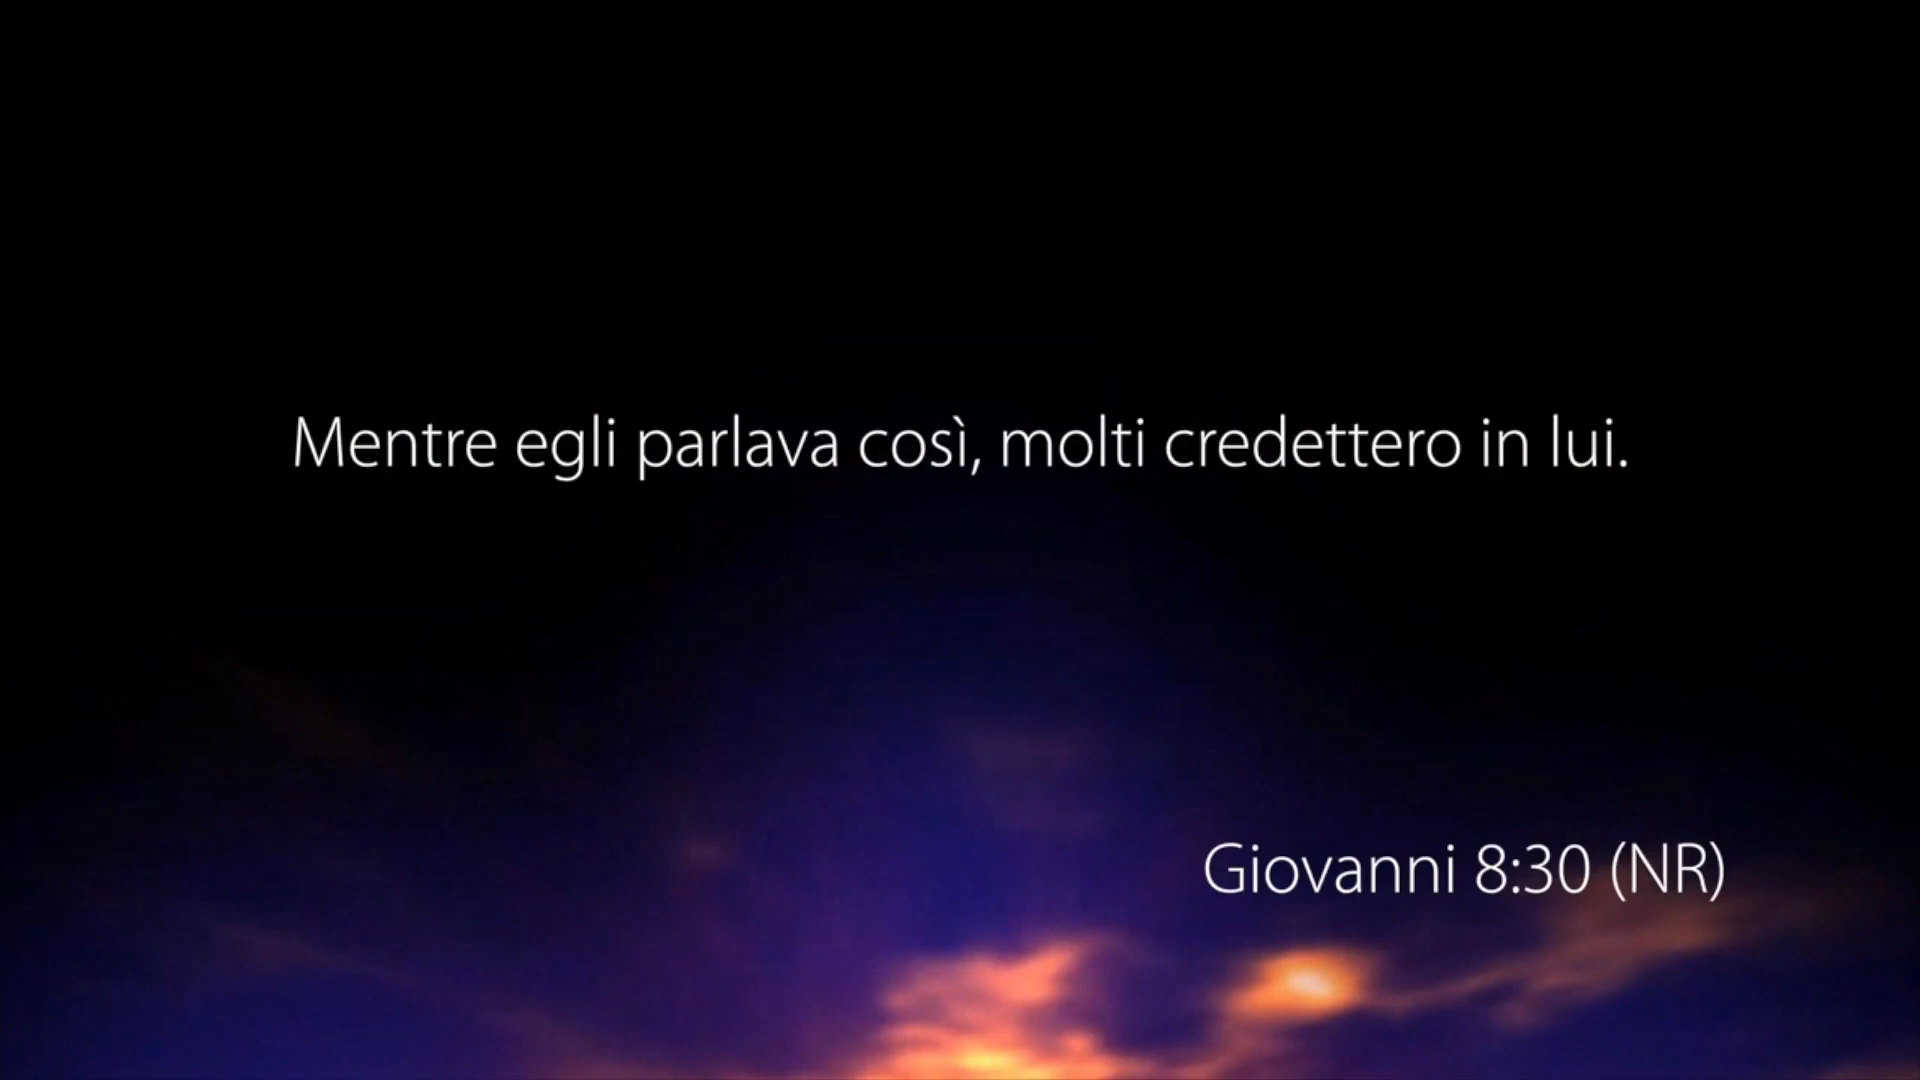 Mentre egli parlava così, molti credettero in lui.
Giovanni 8:30 (NR)